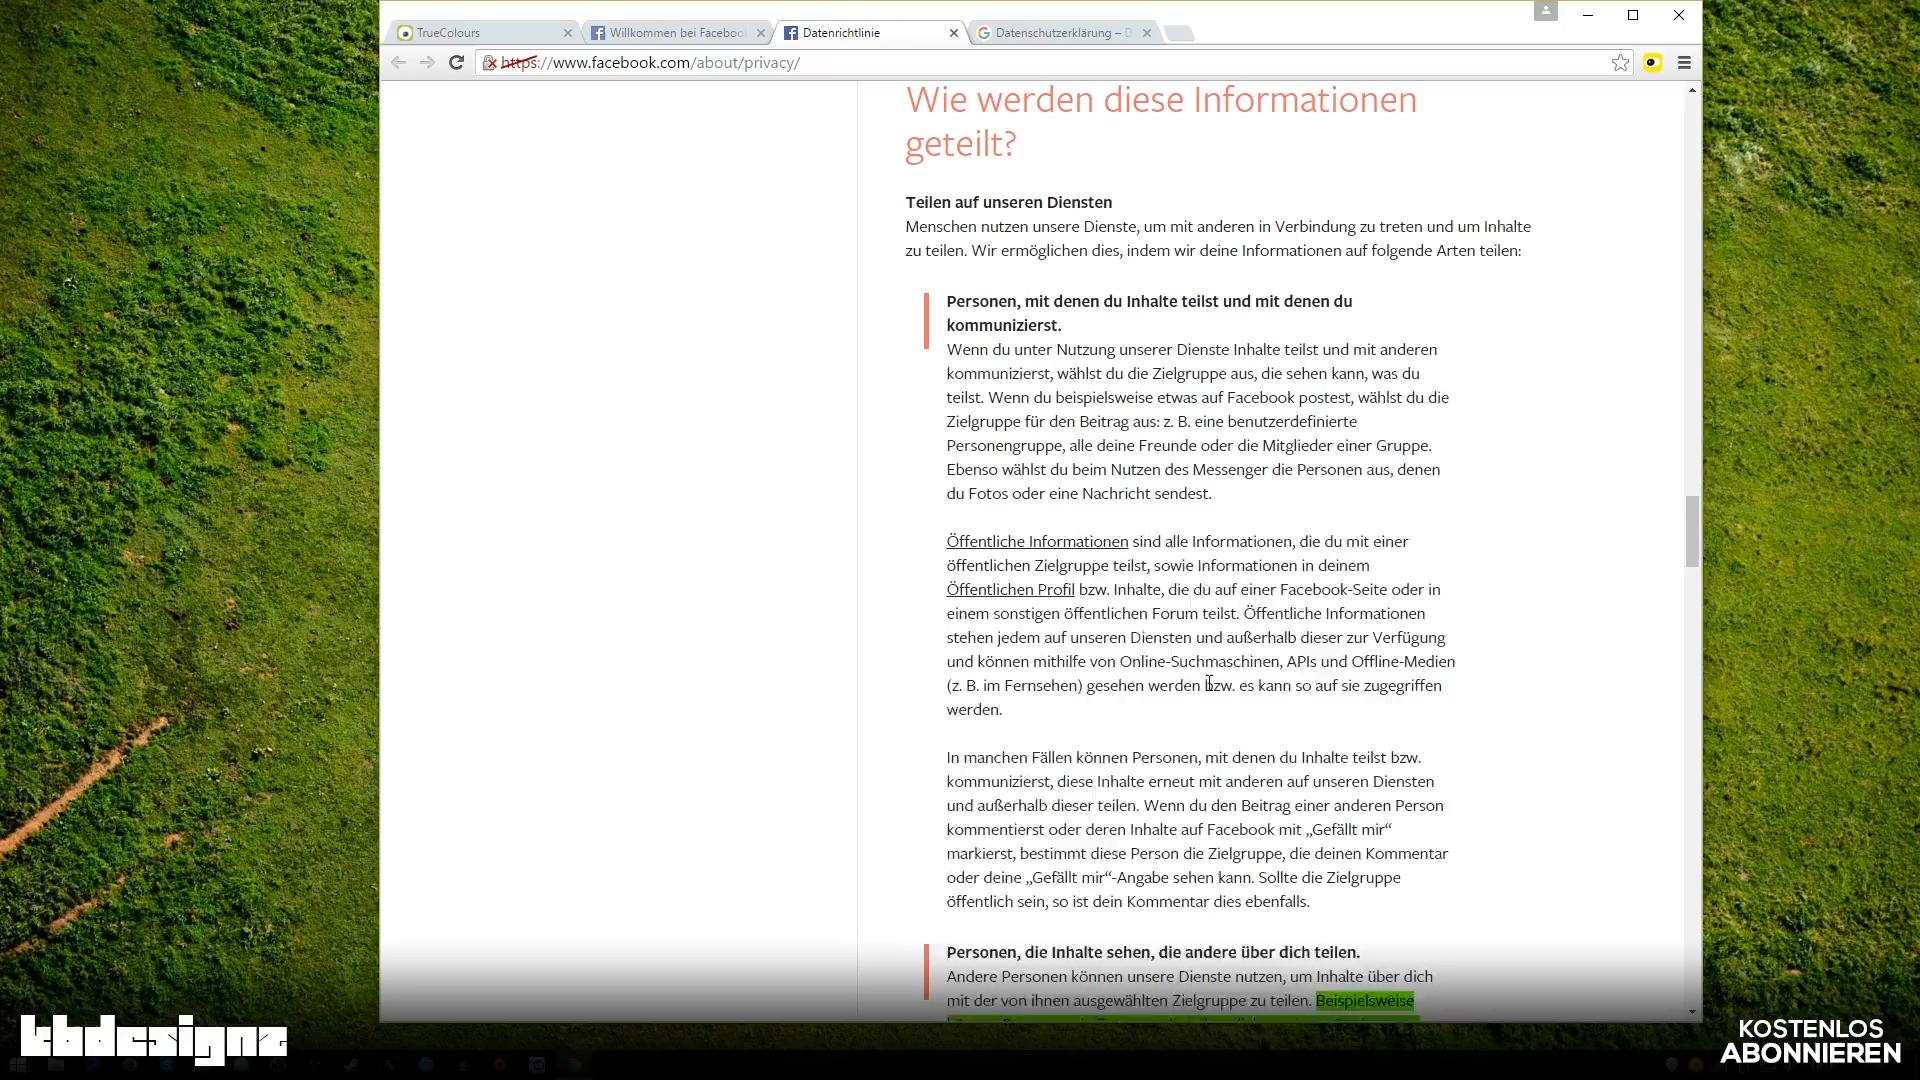 TrueColours
Willkommen bei Faceboo
Datenrichtlinie
Datenschutzerklärung – D
https://www.facebook.com/about/privacy/
Wie werden diese Informationen
geteilt?
Teilen auf unseren Diensten
Menschen nutzen unsere Dienste, um mit anderen in Verbindung zu treten und um Inhalte
zu teilen. Wir ermöglichen dies, indem wir deine Informationen auf folgende Arten teilen:
Personen, mit denen du Inhalte teilst und mit denen du
kommunizierst.
Wenn du unter Nutzung unserer Dienste Inhalte teilst und mit anderen
kommunizierst, wählst du die Zielgruppe aus, die sehen kann, was du
teilst. Wenn du beispielsweise etwas auf Facebook postest, wählst du die
Zielgruppe für den Beitrag aus: z. B. eine benutzerdefinierte
Personengruppe, alle deine Freunde oder die Mitglieder einer Gruppe.
Ebenso wählst du beim Nutzen des Messenger die Personen aus, denen
du Fotos oder eine Nachricht sendest.
Öffentliche Informationen sind alle Informationen, die du mit einer
öffentlichen Zielgruppe teilst, sowie Informationen in deinem
Öffentlichen Profil bzw. Inhalte, die du auf einer Facebook-Seite oder in
einem sonstigen öffentlichen Forum teilst. Öffentliche Informationen
stehen jedem auf unseren Diensten und außerhalb dieser zur Verfügung
und können mithilfe von Online-Suchmaschinen, APIs und Offline-Medien
(z. B. im Fernsehen) gesehen werden bzw. es kann so auf sie zugegriffen
werden.
In manchen Fällen können Personen, mit denen du Inhalte teilst bzw.
kommunizierst, diese Inhalte erneut mit anderen auf unseren Diensten
und außerhalb dieser teilen. Wenn du den Beitrag einer anderen Person
kommentierst oder deren Inhalte auf Facebook mit „Gefällt mir“
markierst, bestimmt diese Person die Zielgruppe, die deinen Kommentar
oder deine „Gefällt mir“-Angabe sehen kann. Sollte die Zielgruppe
öffentlich sein, so ist dein Kommentar dies ebenfalls.
Personen, die Inhalte sehen, die andere über dich teilen.
Andere Personen können unsere Dienste nutzen, um Inhalte über dich
mit der von ihnen ausgewählten Zielgruppe zu teilen. Beispielsweise
kbdesignz
KOSTENLOS
ABONNIEREN